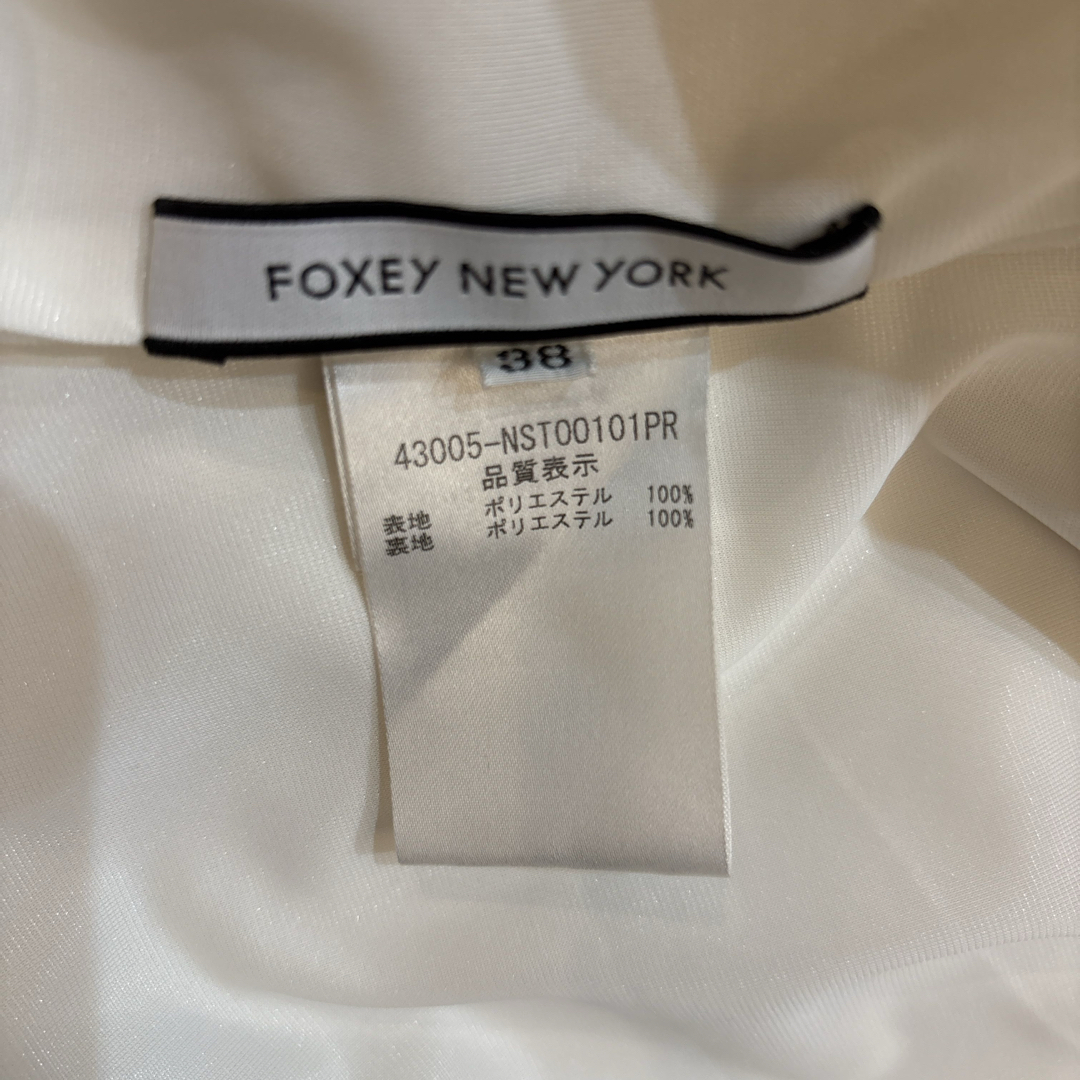 FOXEY NEW YORK
38
43005-NST00101PR
品質表示
表地 ポリエステル 100%
裏地 ポリエステル 100%